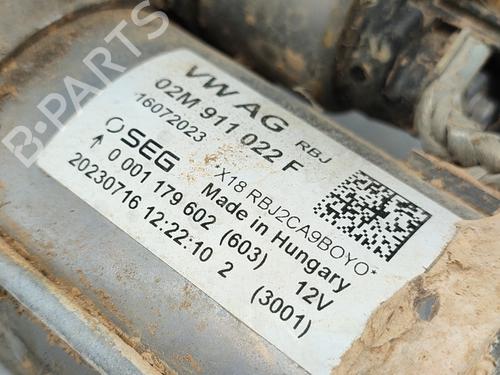 VW AG RBJ
02M 911 022 F
16072023
X18 RBJ2CA9BOYO*
SEG Made in Hungary
0 001 179 602 (603) 12V
20230716 12:22:10 2 (3001)
B-PARTS